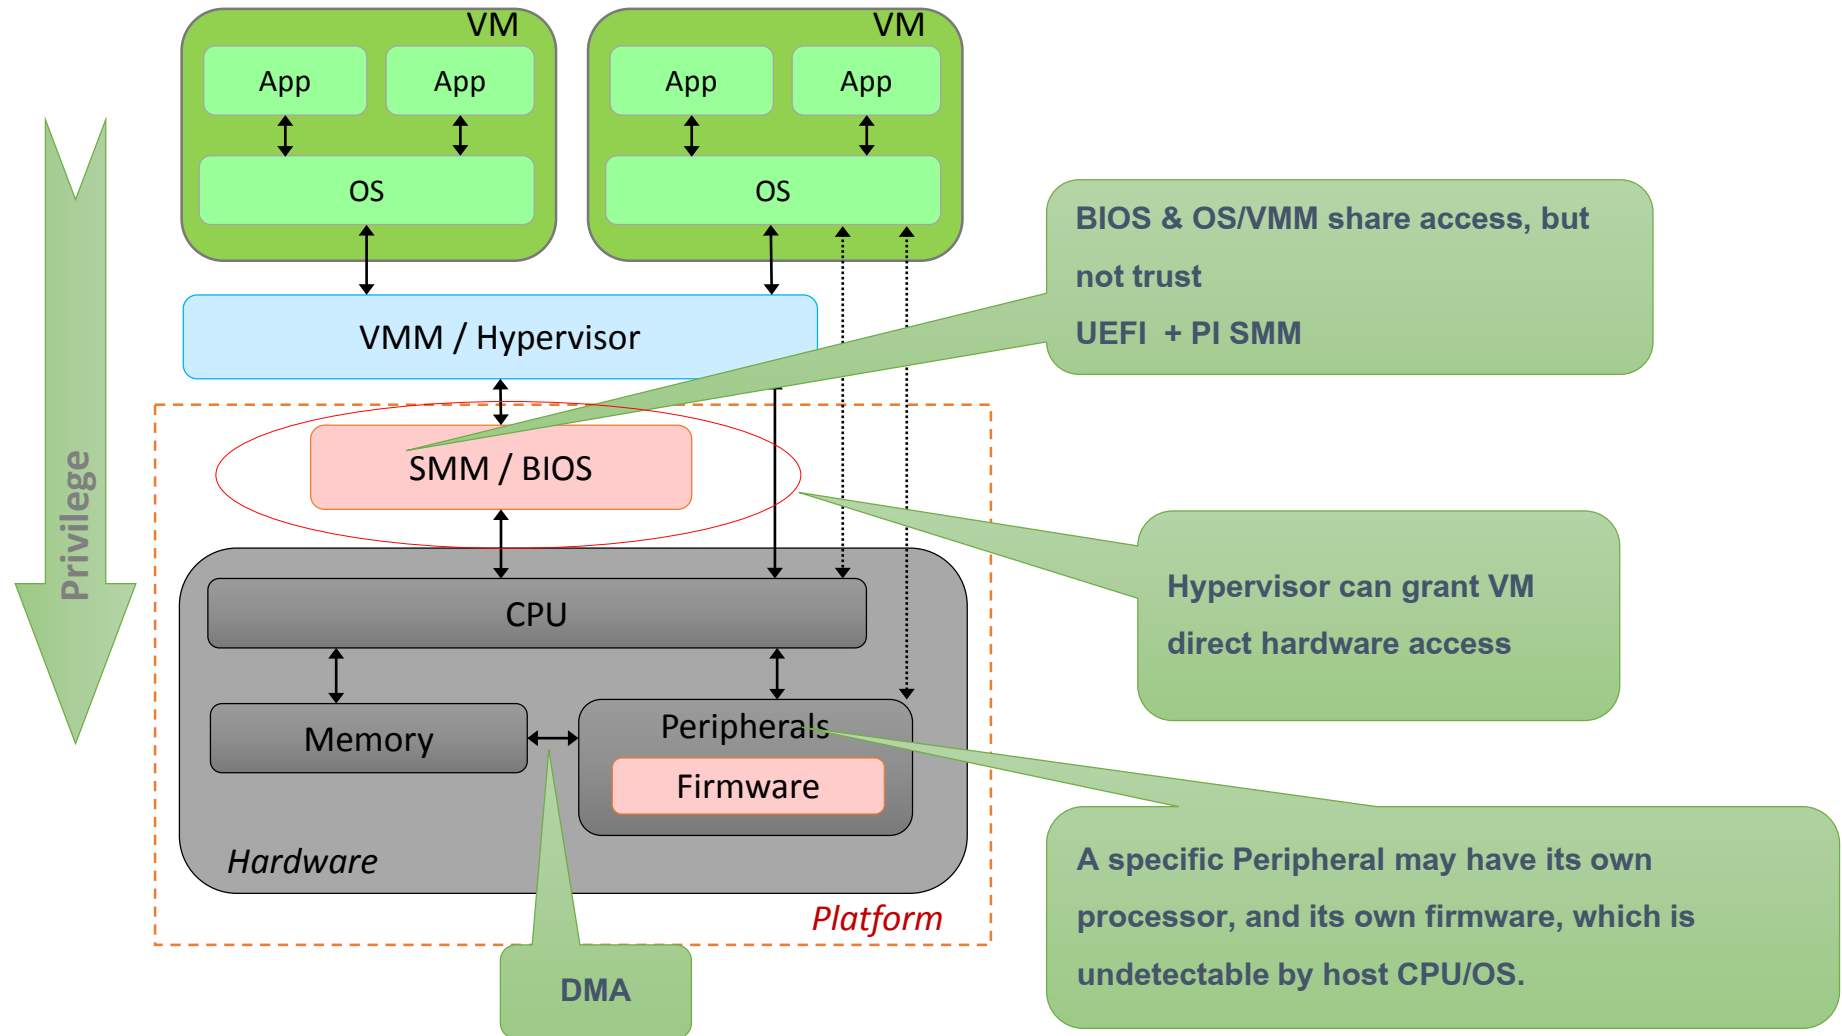 VM
VM
App
App
App
App
OS
OS
BIOS & OS/VMM share access, but
not trust
UEFI + PI SMM
VMM / Hypervisor
SMM / BIOS
Privilege
Hypervisor can grant VM
direct hardware access
CPU
Memory
Peripherals
Firmware
Hardware
Platform
DMA
A specific Peripheral may have its own
processor, and its own firmware, which is
undetectable by host CPU/OS.